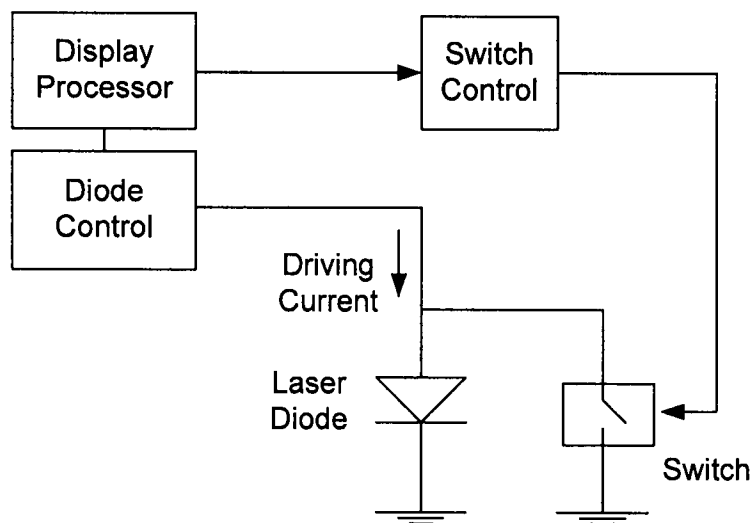 Display
Processor
Switch
Control
Diode
Control
Driving
Current
Laser
Diode
Switch